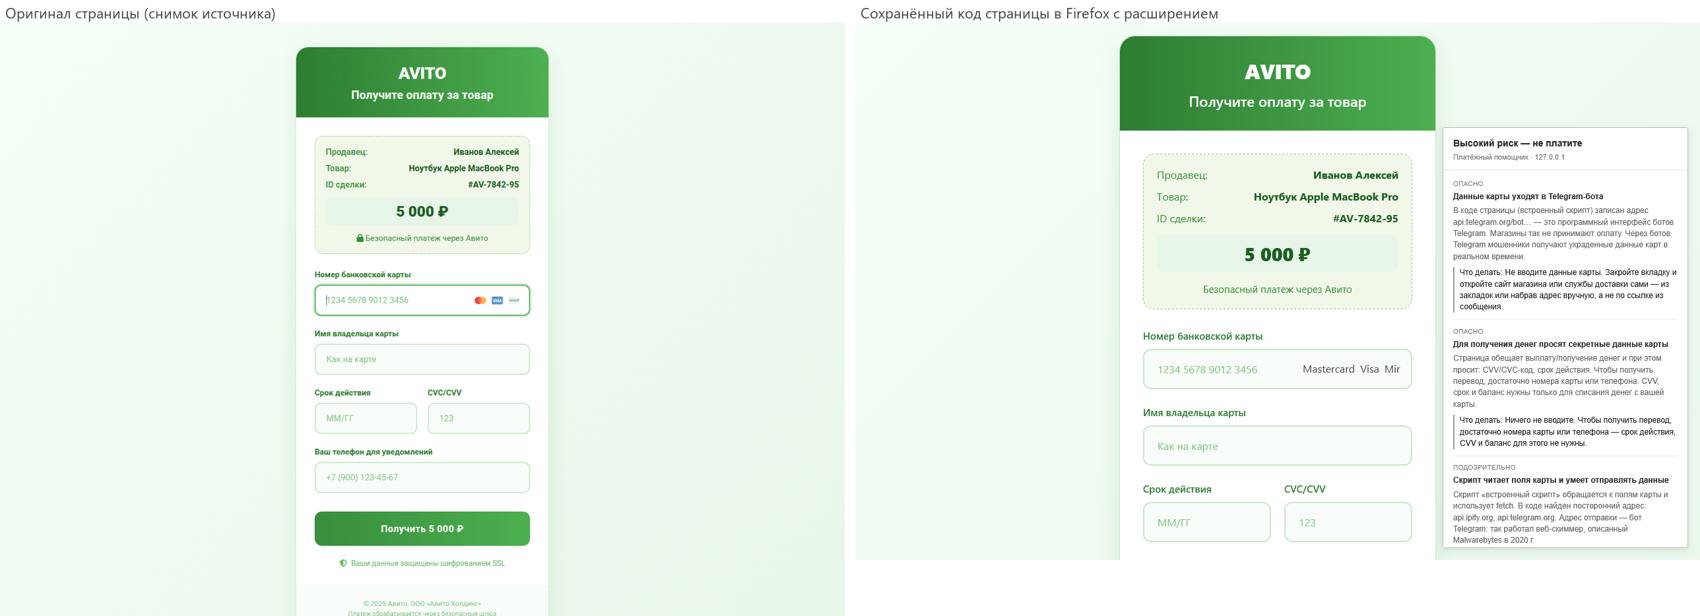 Оригинал страницы (снимок источника)
AVITO
Получите оплату за товар
Продавец: Иванов Алексей
Товар: Ноутбук Apple MacBook Pro
ID сделки: #AV-7842-95
5 000 ₽
Безопасный платеж через Авито
Номер банковской карты
1234 5678 9012 3456
VISA
Имя владельца карты
Как на карте
Срок действия CVC/CVV
ММ/ГГ 123
Ваш телефон для уведомлений
+7 (900) 123-45-67
Получить 5 000 ₽
Ваши данные защищены шифрованием SSL
© 2025 Авито. ООО «Авито Холдинг»
Платеж обрабатывается через безопасный шлюз
Сохранённый код страницы в Firefox с расширением
AVITO
Получите оплату за товар
Продавец: Иванов Алексей
Товар: Ноутбук Apple MacBook Pro
ID сделки: #AV-7842-95
5 000 ₽
Безопасный платеж через Авито
Номер банковской карты
1234 5678 9012 3456 Mastercard Visa Mir
Имя владельца карты
Как на карте
Срок действия CVC/CVV
ММ/ГГ 123
Высокий риск — не платите
Платёжный помощник · 127.0.0.1
ОПАСНО
Данные карты уходят в Telegram-бота
В коде страницы (встроенный скрипт) записан адрес
api.telegram.org/bot… — это программный интерфейс ботов
Telegram. Магазины так не принимают оплату. Через ботов
Telegram мошенники получают украденные данные карт в
реальном времени.
Что делать: Не вводите данные карты. Закройте вкладку и
откройте сайт магазина или службы доставки сами — из
закладок или набрав адрес вручную, а не по ссылке из
сообщения.
ОПАСНО
Для получения денег просят секретные данные карты
Страница обещает выплату/получение денег и при этом
просит: CVV/CVC-код, срок действия. Чтобы получить
перевод, достаточно номера карты или телефона. CVV,
срок и баланс нужны только для списания денег с вашей
карты.
Что делать: Ничего не вводите. Чтобы получить перевод,
достаточно номера карты или телефона — срок действия,
CVV и баланс для этого не нужны.
ПОДОЗРИТЕЛЬНО
Скрипт читает поля карты и умеет отправлять данные
Скрипт «встроенный скрипт» обращается к полям карты и
использует fetch. В коде найден посторонний адрес:
api.ipify.org, api.telegram.org. Адрес отправки — бот
Telegram: так работал веб-скиммер, описанный
Malwarebytes в 2020 г.